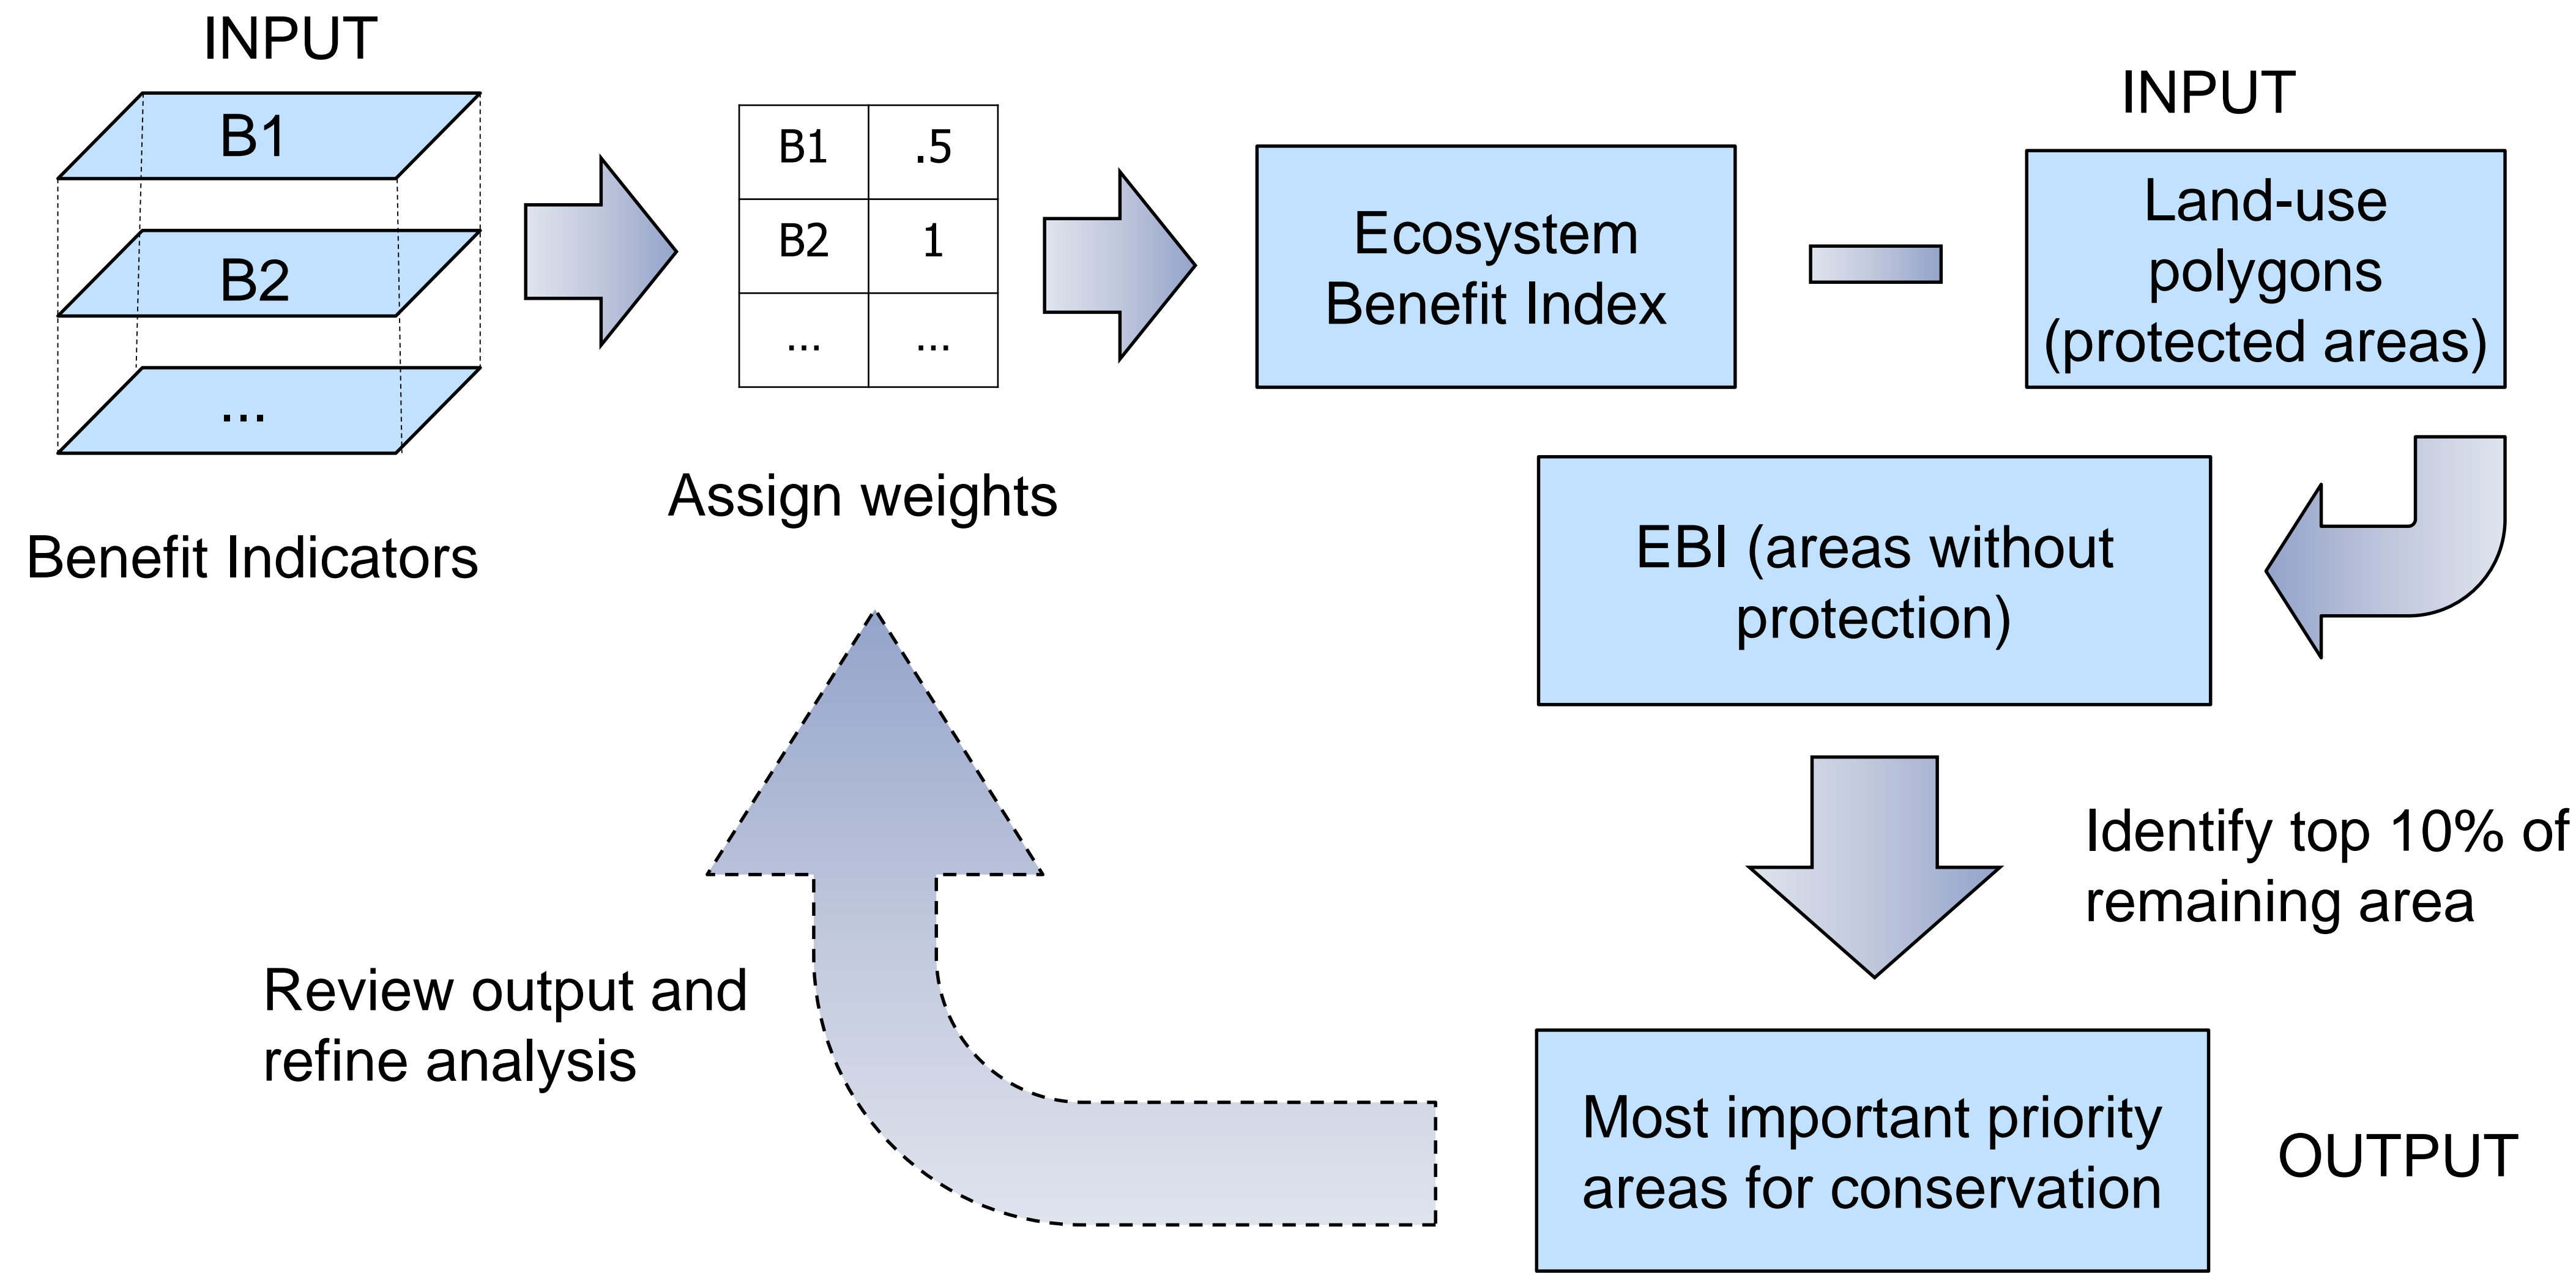 INPUT
B1
B2
...
Benefit Indicators
B1 .5
B2 1
... ...
Assign weights
Ecosystem
Benefit Index
INPUT
Land-use
polygons
(protected areas)
EBI (areas without
protection)
Identify top 10% of
remaining area
Most important priority
areas for conservation
OUTPUT
Review output and
refine analysis